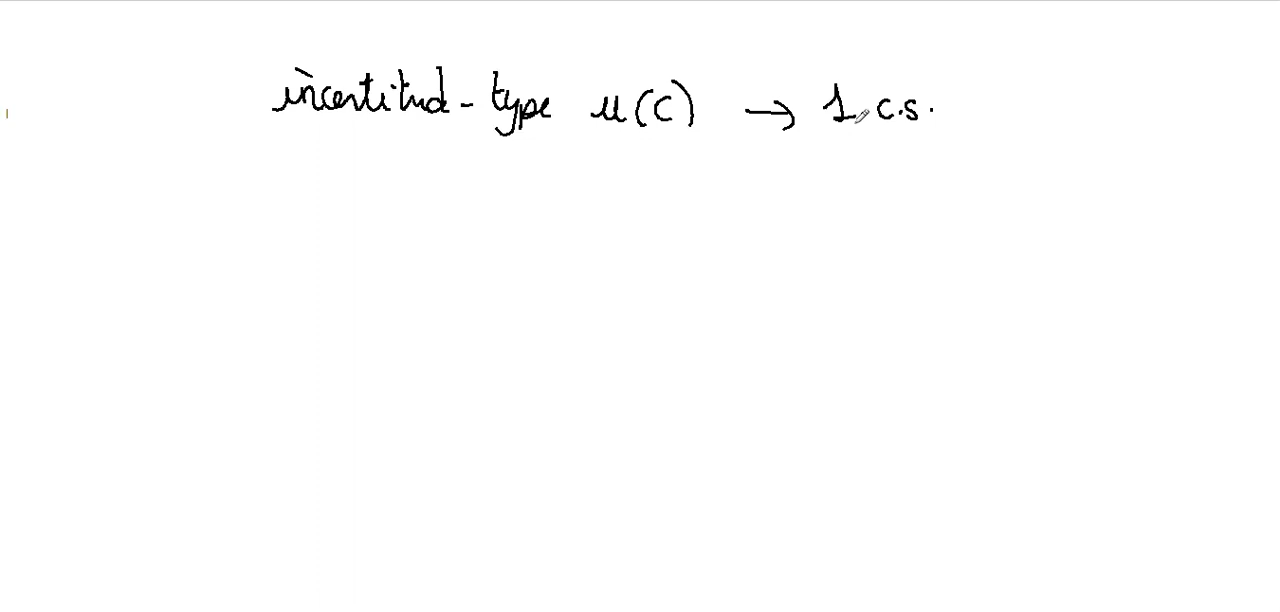 incertitud-type u(C) → 1 c.s.